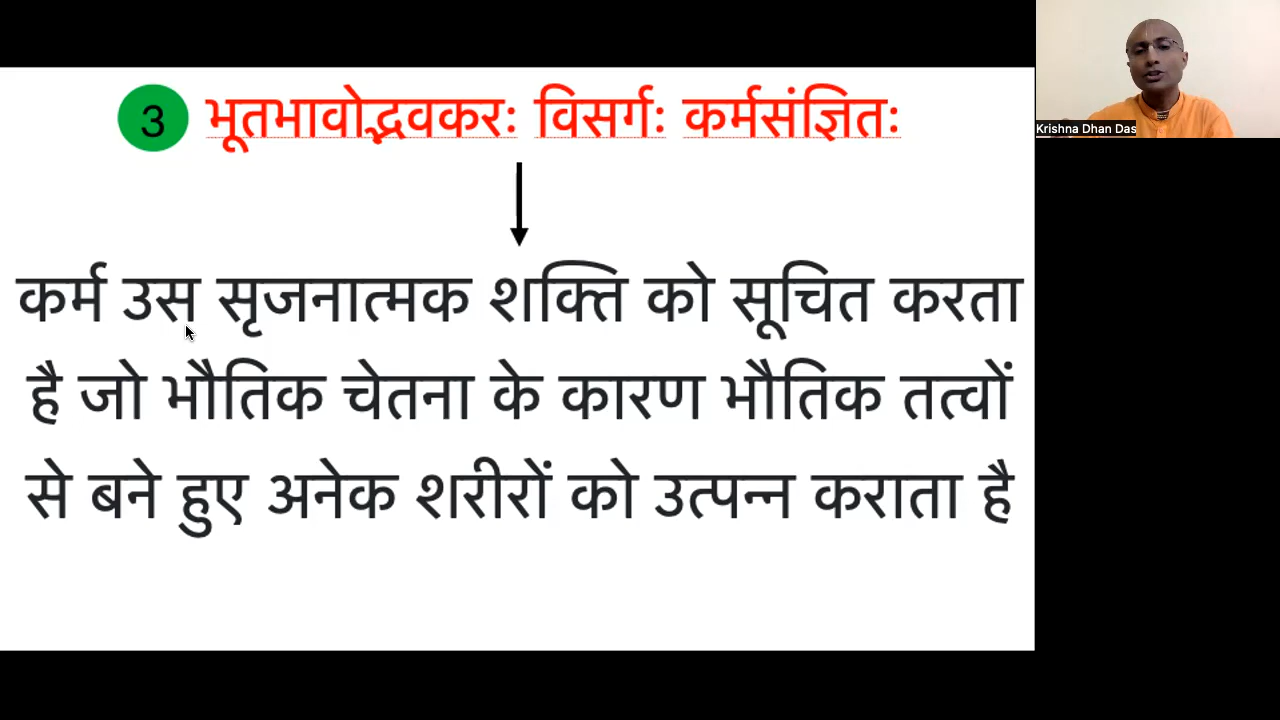 3 भूतभावोद्भवकरः विसर्गः कर्मसंज्ञितः
कर्म उस सृजनात्मक शक्ति को सूचित करता
है जो भौतिक चेतना के कारण भौतिक तत्वों
से बने हुए अनेक शरीरों को उत्पन्न कराता है
Krishna Dhan Das